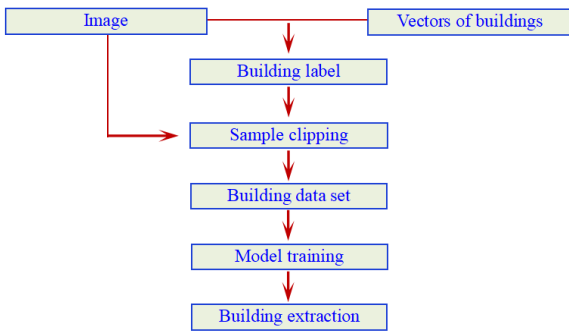 Image
Vectors of buildings
Building label
Sample clipping
Building data set
Model training
Building extraction